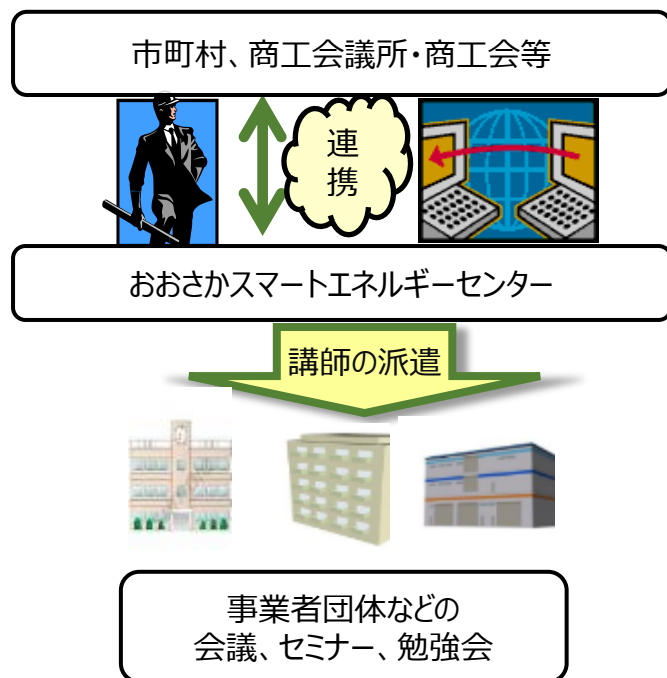 市町村、商工会議所・商工会等
連
携
おおさかスマートエネルギーセンター
講師の派遣
事業者団体などの
会議、セミナー、勉強会